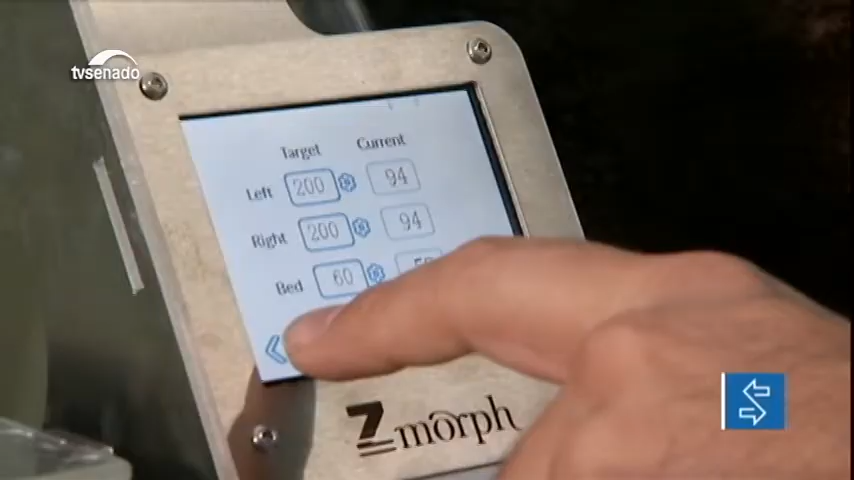 tvsenado
Target Current
Left 200 94
Right 200 94
Bed 60
Zmorph